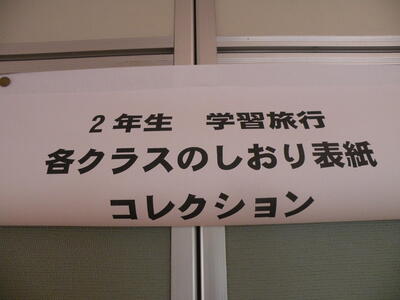 2年生　学習旅行
各クラスのしおり表紙
コレクション